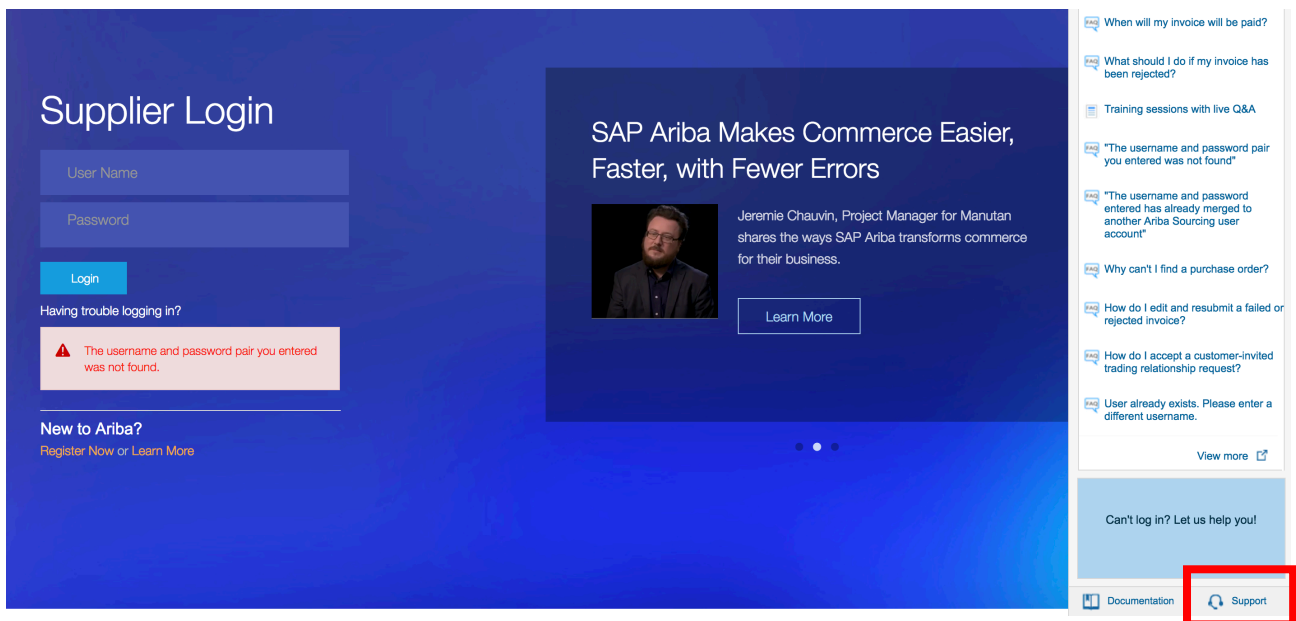 Supplier Login
User Name
Password
Login
Having trouble logging in?
The username and password pair you entered
was not found.
New to Ariba?
Register Now or Learn More
SAP Ariba Makes Commerce Easier,
Faster, with Fewer Errors
Jeremie Chauvin, Project Manager for Manutan
shares the ways SAP Ariba transforms commerce
for their business.
Learn More
FAQ When will my invoice will be paid?
FAQ What should I do if my invoice has
been rejected?
Training sessions with live Q&A
FAQ "The username and password pair
you entered was not found"
FAQ "The username and password
entered has already merged to
another Ariba Sourcing user
account"
FAQ Why can't I find a purchase order?
FAQ How do I edit and resubmit a failed or
rejected invoice?
FAQ How do I accept a customer-invited
trading relationship request?
FAQ User already exists. Please enter a
different username.
View more
Can't log in? Let us help you!
Documentation
Support